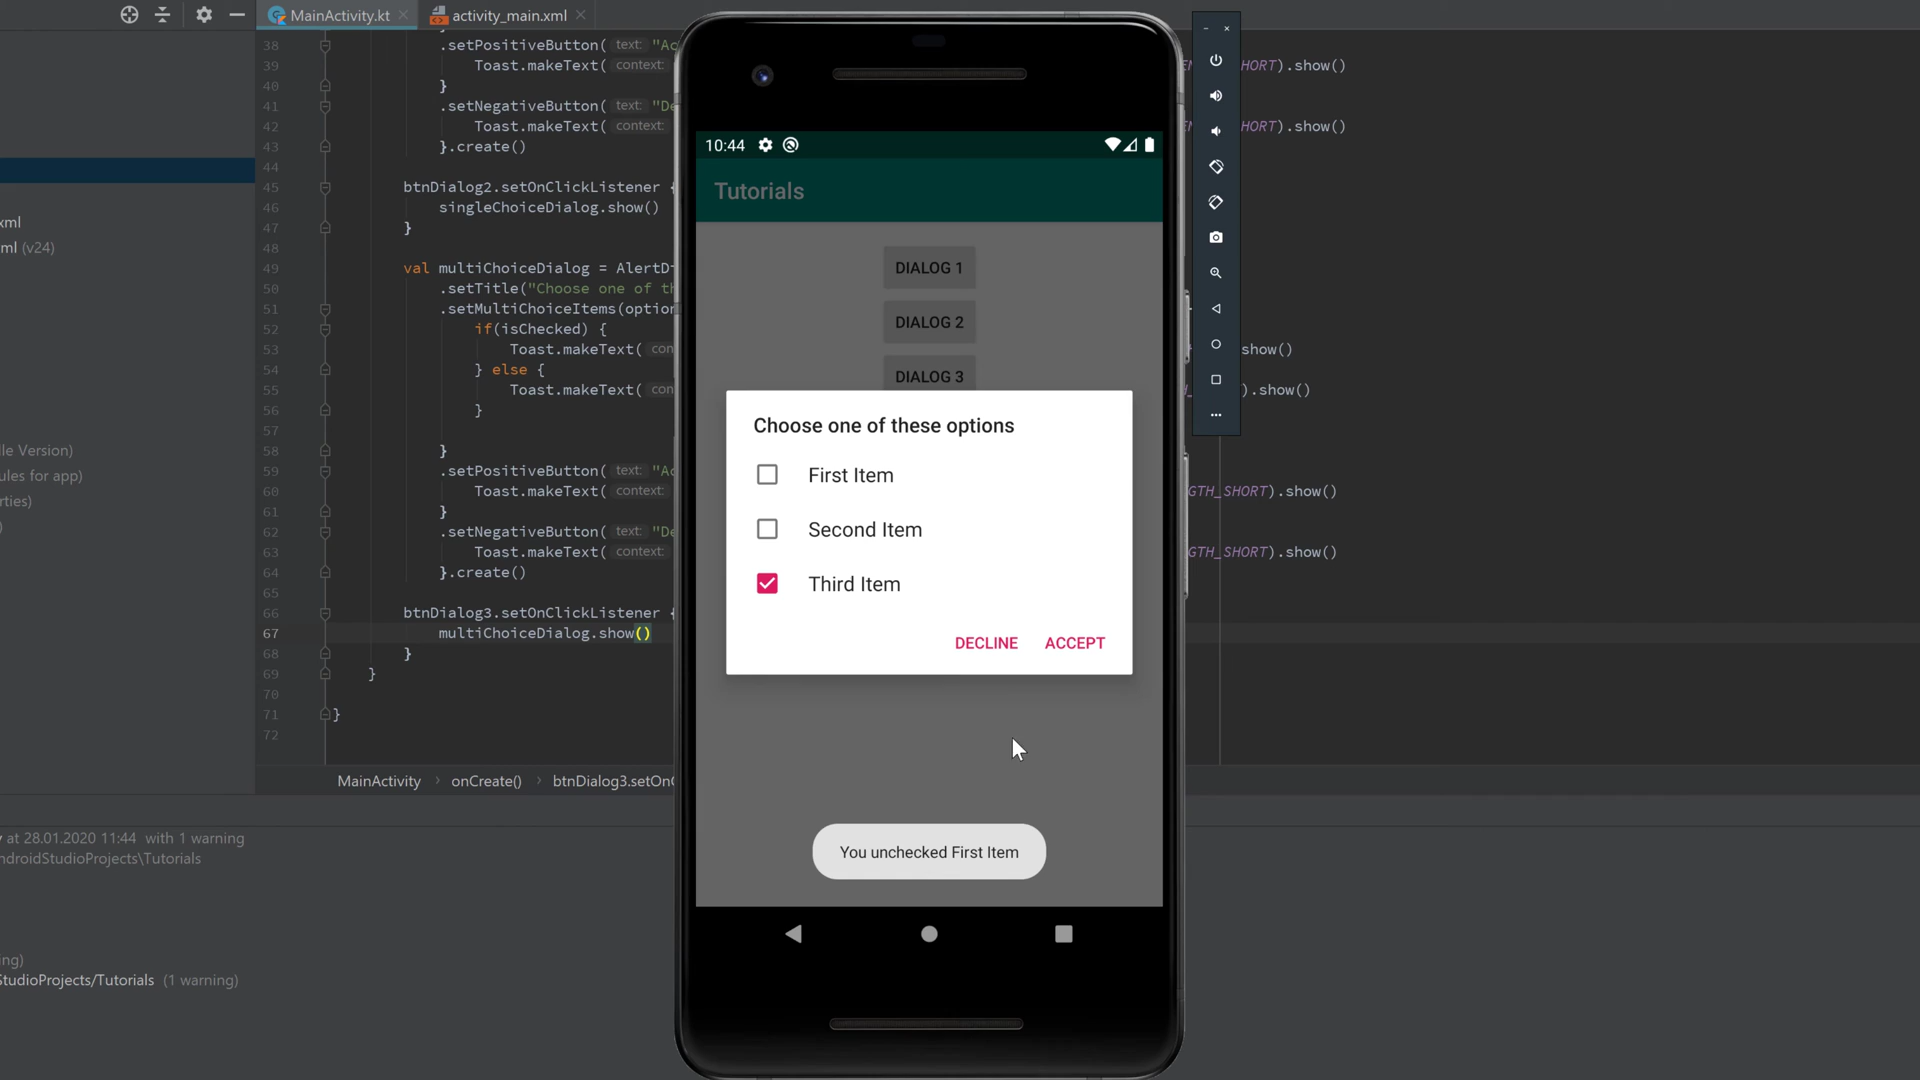 MainActivity.kt
activity_main.xml
38 .setPositiveButton( text: "Ac
39 Toast.makeText( context: HORT).show()
40 }
41 .setNegativeButton( text: "De
42 Toast.makeText( context: HORT).show()
43 }.create()
44
45 btnDialog2.setOnClickListener {
46 singleChoiceDialog.show()
47 }
48
49 val multiChoiceDialog = AlertDi
50 .setTitle("Choose one of th
51 .setMultiChoiceItems(option
52 if(isChecked) {
53 Toast.makeText( con show()
54 } else {
55 Toast.makeText( con ).show()
56 }
57
58 }
59 .setPositiveButton( text: "Ac
60 Toast.makeText( context: GTH_SHORT).show()
61 }
62 .setNegativeButton( text: "De
63 Toast.makeText( context: GTH_SHORT).show()
64 }.create()
65
66 btnDialog3.setOnClickListener {
67 multiChoiceDialog.show()
68 }
69 }
70
71 }
72
MainActivity › onCreate() › btnDialog3.setOnC
xml
ml (v24)
le Version)
ules for app)
rties)
)
y at 28.01.2020 11:44 with 1 warning
ndroidStudioProjects\Tutorials
ing)
StudioProjects/Tutorials (1 warning)
10:44
Tutorials
DIALOG 1
DIALOG 2
DIALOG 3
Choose one of these options
First Item
Second Item
Third Item
DECLINE ACCEPT
You unchecked First Item